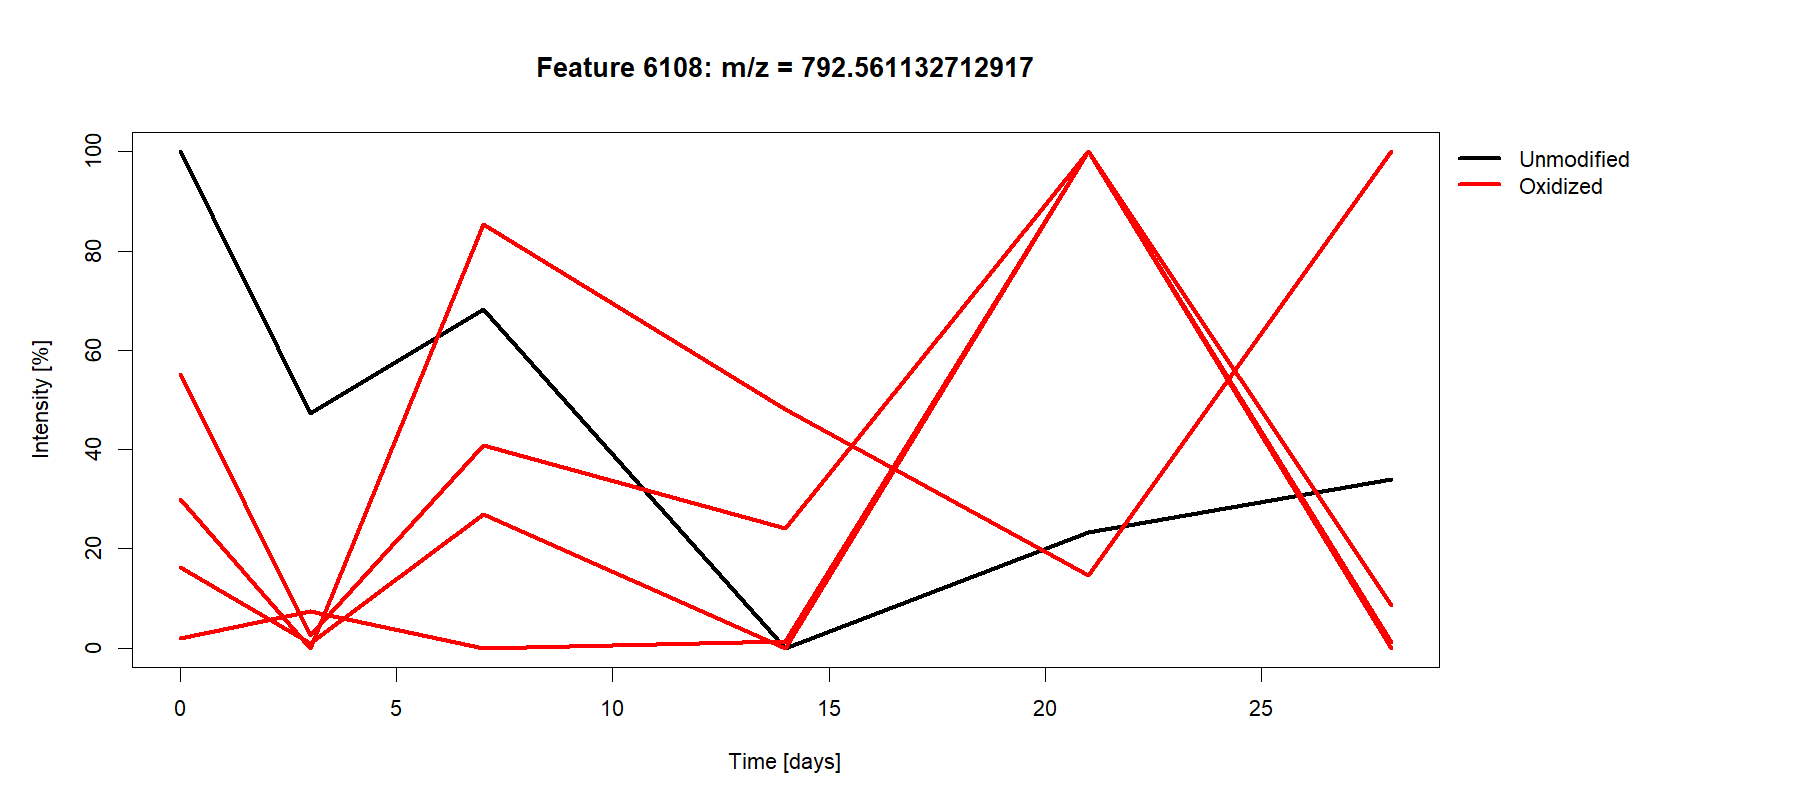 Feature 6108: m/z = 792.561132712917
Unmodified
Oxidized
Intensity [%]
100
80
60
40
20
0
0 5 10 15 20 25
Time [days]